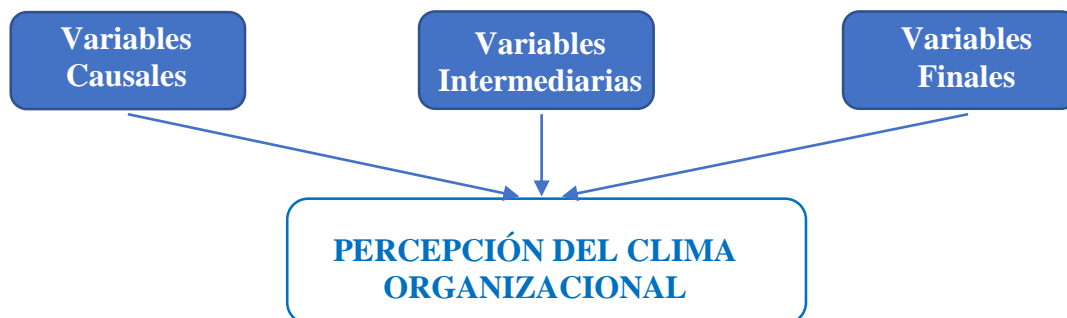 Variables
Causales
Variables
Intermediarias
Variables
Finales
PERCEPCIÓN DEL CLIMA
ORGANIZACIONAL